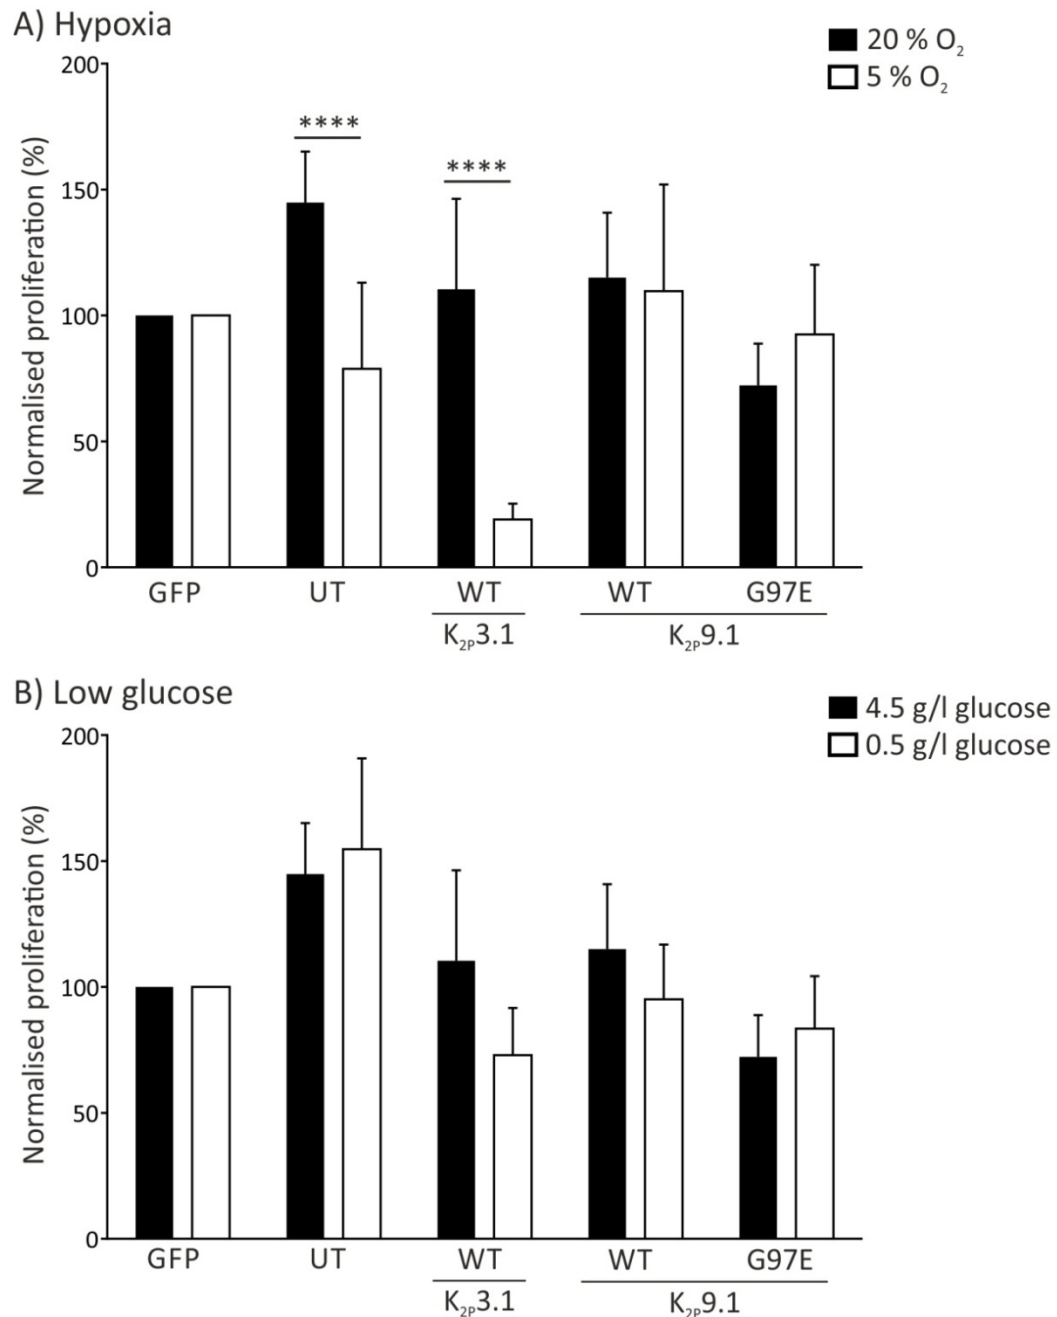 A) Hypoxia
20 % O₂
5 % O₂
Normalised proliferation (%)
200
150
100
50
0
****
****
GFP UT WT WT G97E
K₂ₚ3.1 K₂ₚ9.1
B) Low glucose
4.5 g/l glucose
0.5 g/l glucose
Normalised proliferation (%)
200
150
100
50
0
GFP UT WT WT G97E
K₂ₚ3.1 K₂ₚ9.1